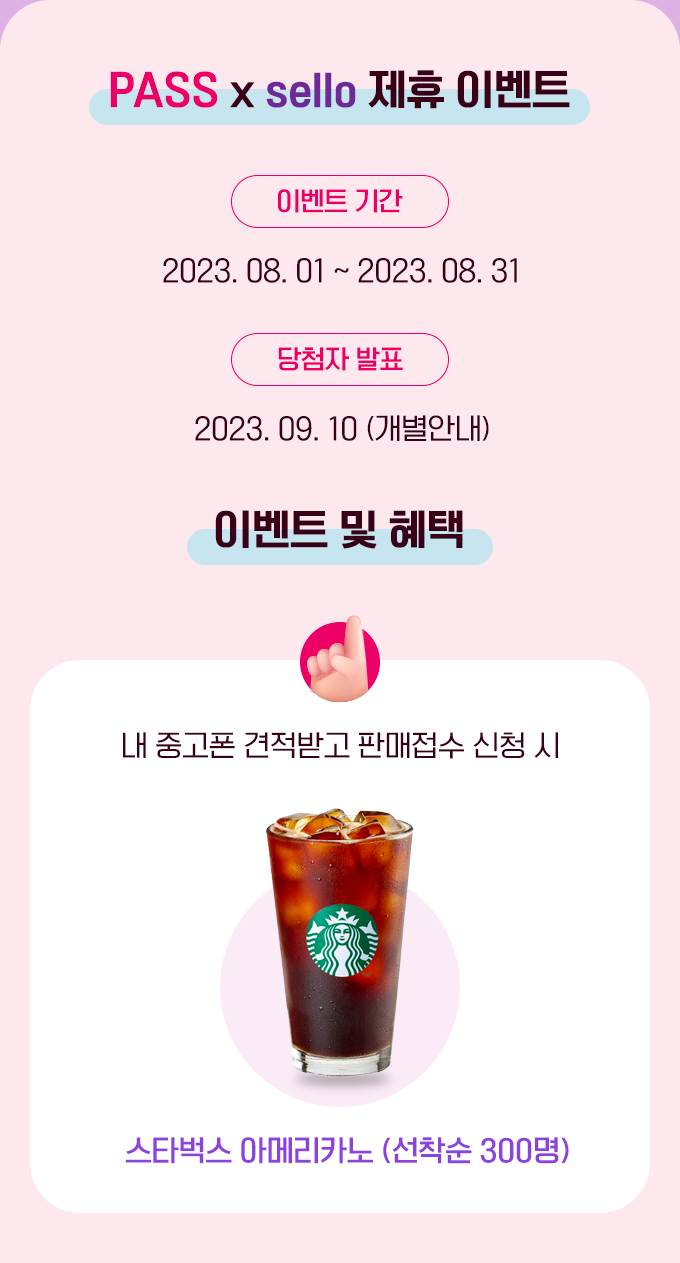 PASS x sello 제휴 이벤트
이벤트 기간
2023. 08. 01 ~ 2023. 08. 31
당첨자 발표
2023. 09. 10 (개별안내)
이벤트 및 혜택
내 중고폰 견적받고 판매접수 신청 시
스타벅스 아메리카노 (선착순 300명)